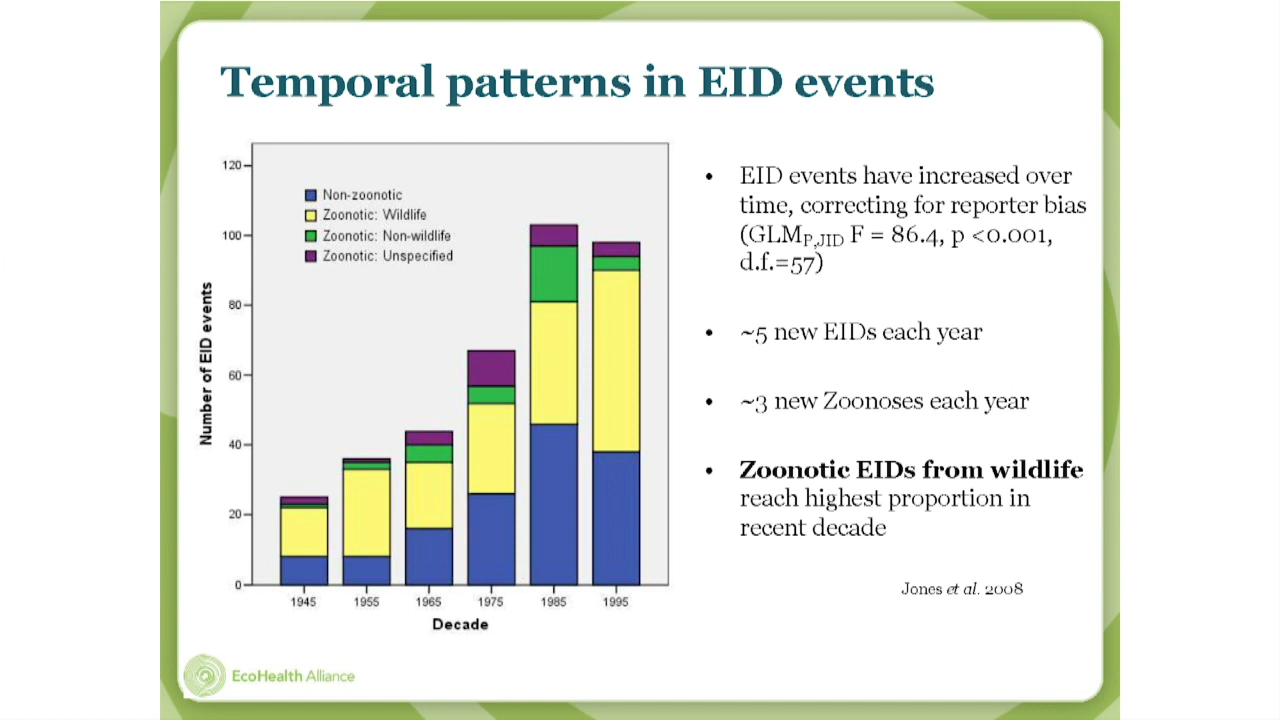 Temporal patterns in EID events
120
100
80
60
40
20
0
Number of EID events
Non-zoonotic
Zoonotic: Wildlife
Zoonotic: Non-wildlife
Zoonotic: Unspecified
1945 1955 1965 1975 1985 1995
Decade
• EID events have increased over
time, correcting for reporter bias
(GLMP,JID F = 86.4, p <0.001,
d.f.=57)
• ~5 new EIDs each year
• ~3 new Zoonoses each year
• Zoonotic EIDs from wildlife
reach highest proportion in
recent decade
Jones et al. 2008
EcoHealth Alliance